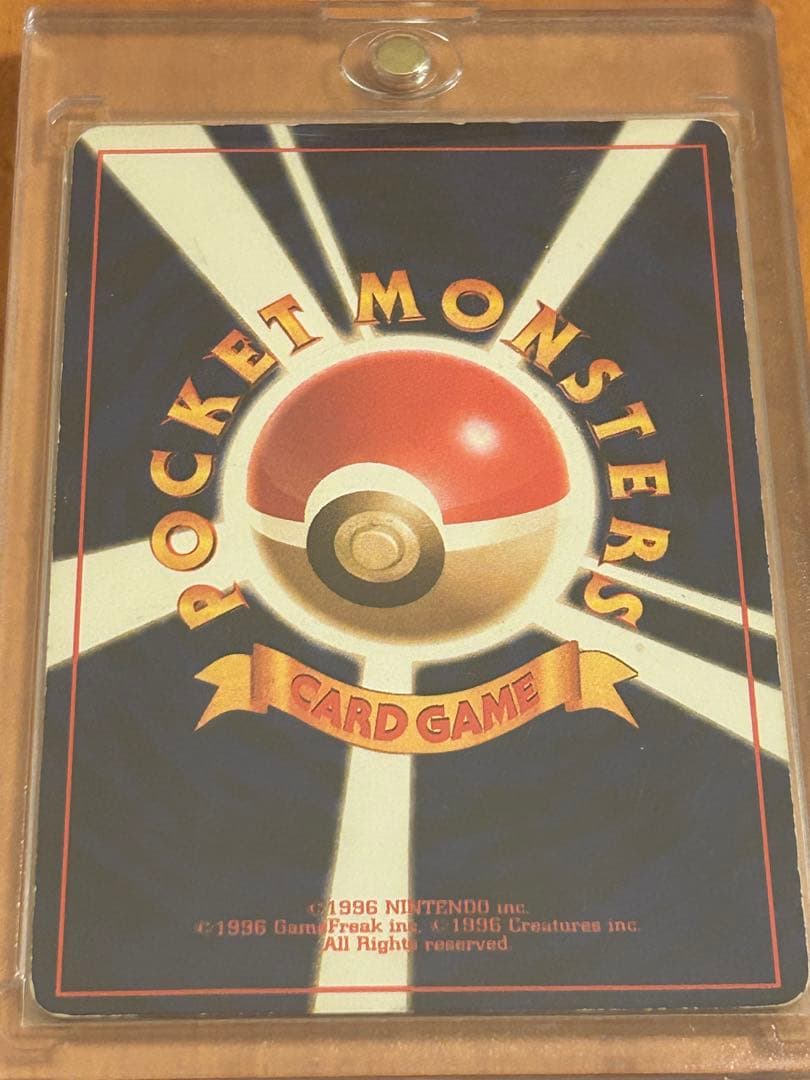 POCKET MONSTERS
CARD GAME
©1996 NINTENDO inc.
©1996 GameFreak inc. ©1996 Creatures inc.
All Rights reserved